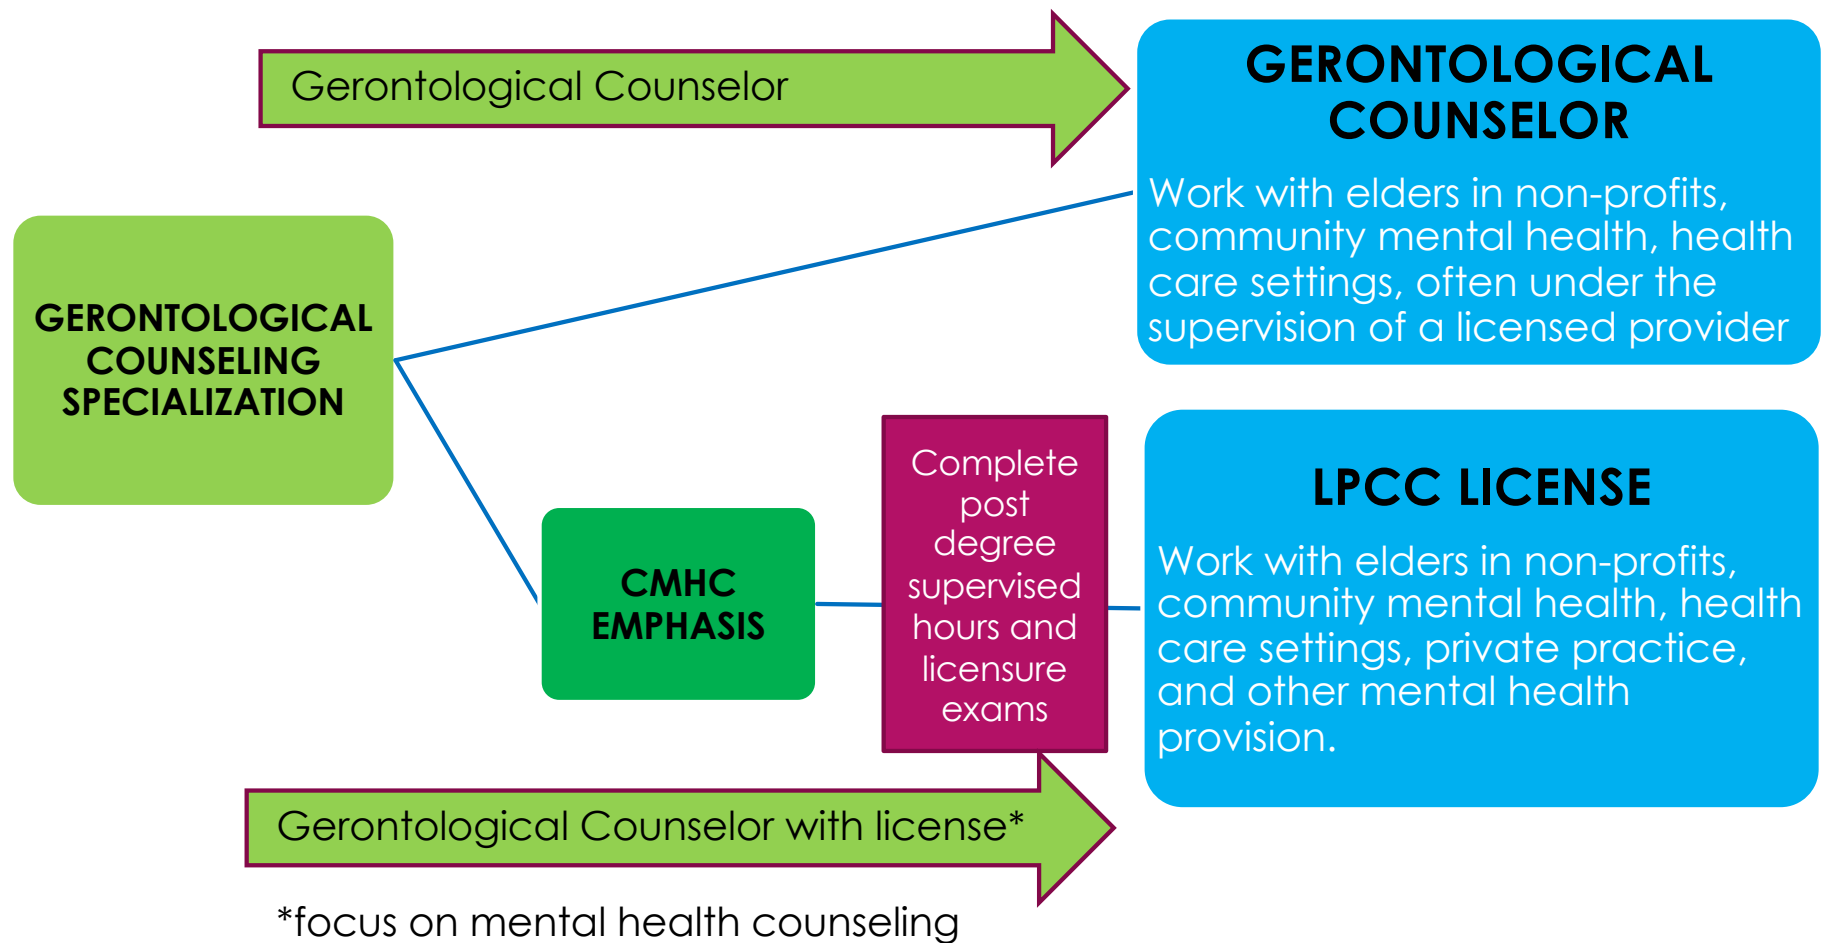 Gerontological Counselor
GERONTOLOGICAL
COUNSELOR
Work with elders in non-profits,
community mental health, health
care settings, often under the
supervision of a licensed provider
GERONTOLOGICAL
COUNSELING
SPECIALIZATION
CMHC
EMPHASIS
Complete
post
degree
supervised
hours and
licensure
exams
LPCC LICENSE
Work with elders in non-profits,
community mental health, health
care settings, private practice,
and other mental health
provision.
Gerontological Counselor with license*
*focus on mental health counseling